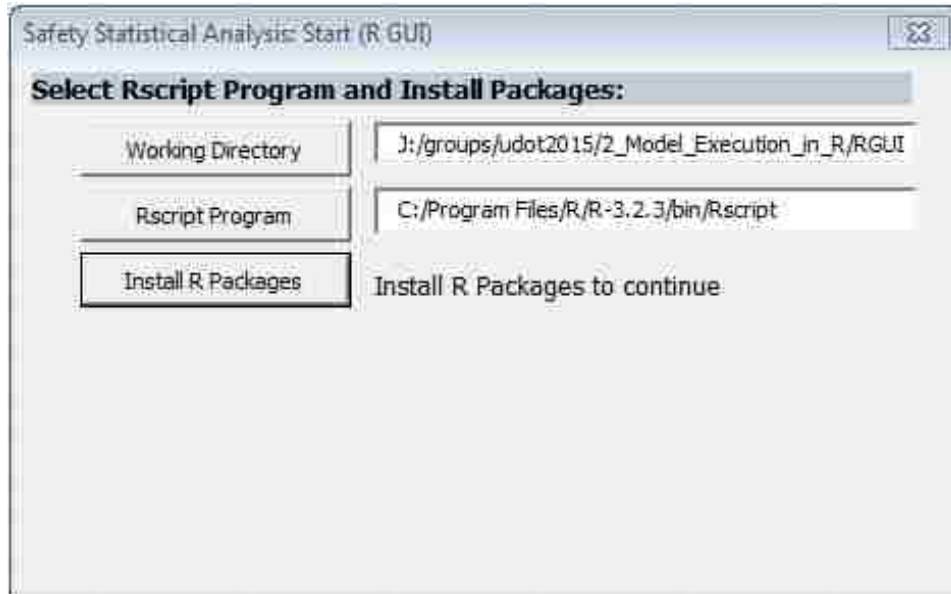 Safety Statistical Analysis: Start (R GUI)
Select Rscript Program and Install Packages:
Working Directory J:/groups/udot2015/2_Model_Execution_in_R/RGUI
Rscript Program C:/Program Files/R/R-3.2.3/bin/Rscript
Install R Packages Install R Packages to continue